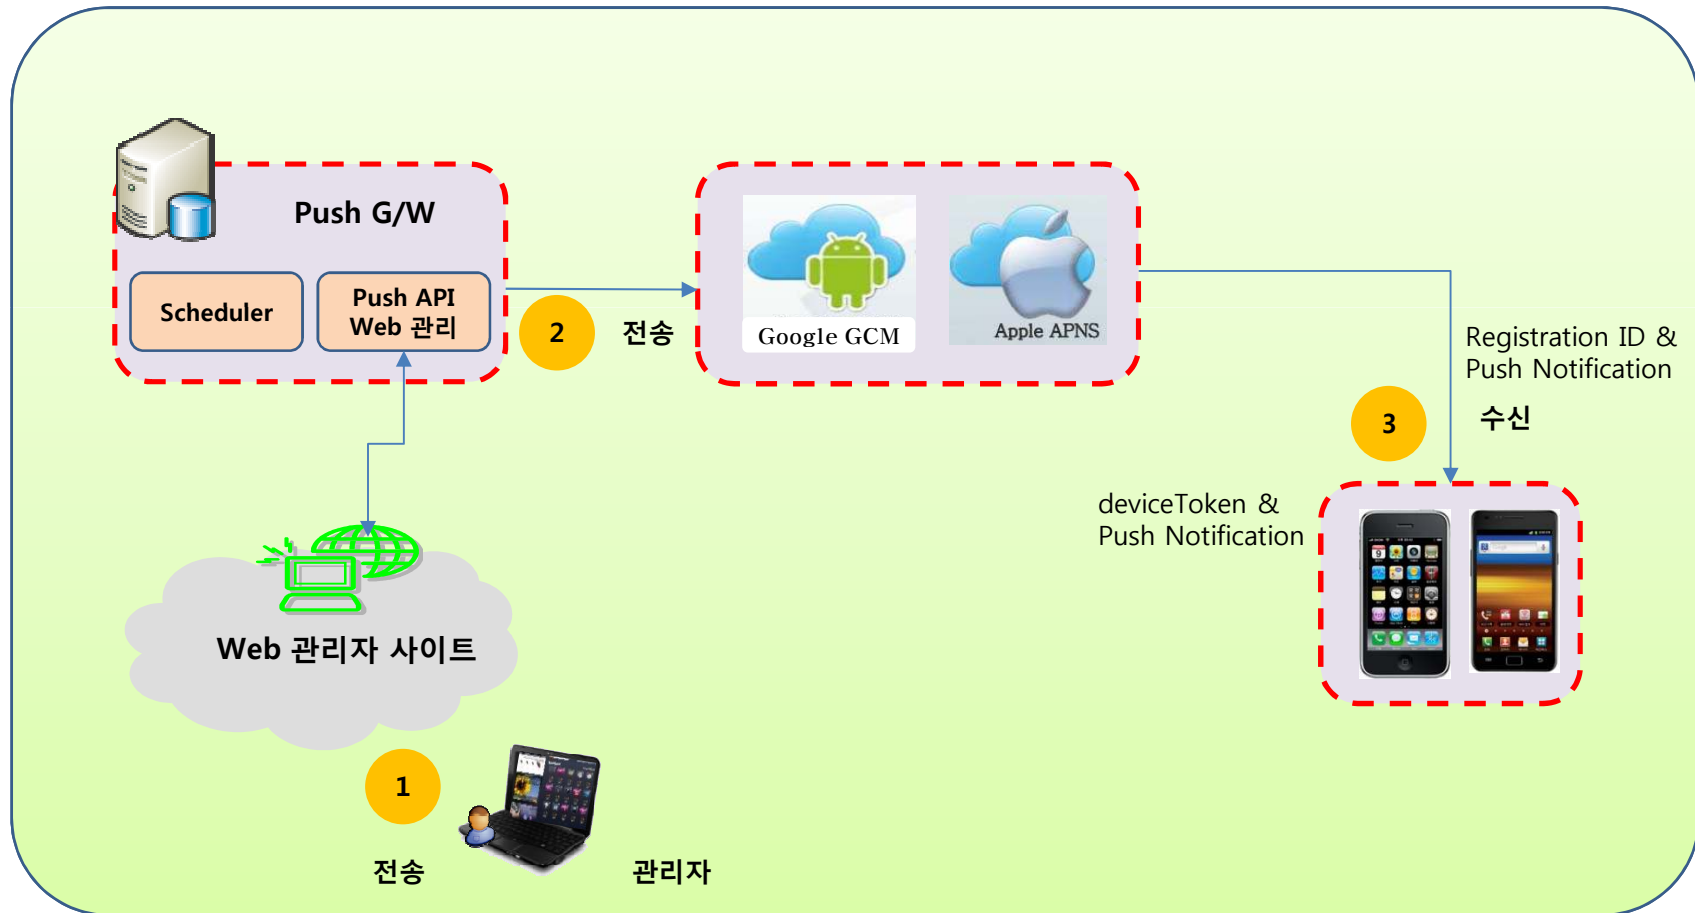 Push G/W
Scheduler
Push API
Web 관리
2
전송
Google GCM
Apple APNS
Registration ID &
Push Notification
3
수신
deviceToken &
Push Notification
Web 관리자 사이트
1
전송
관리자